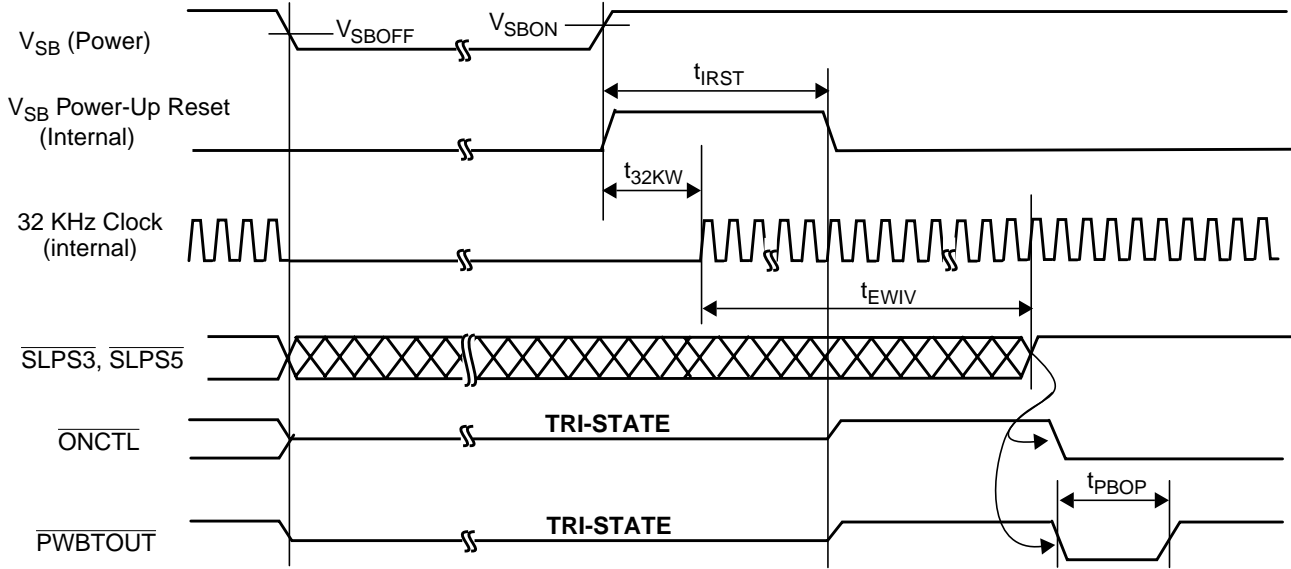 V_SB (Power)
V_SBOFF
V_SBON
t_IRST
V_SB Power-Up Reset
(Internal)
t_32KW
32 KHz Clock
(internal)
t_EWIV
SLPS3, SLPS5
ONCTL
TRI-STATE
t_PBOP
PWBTOUT
TRI-STATE